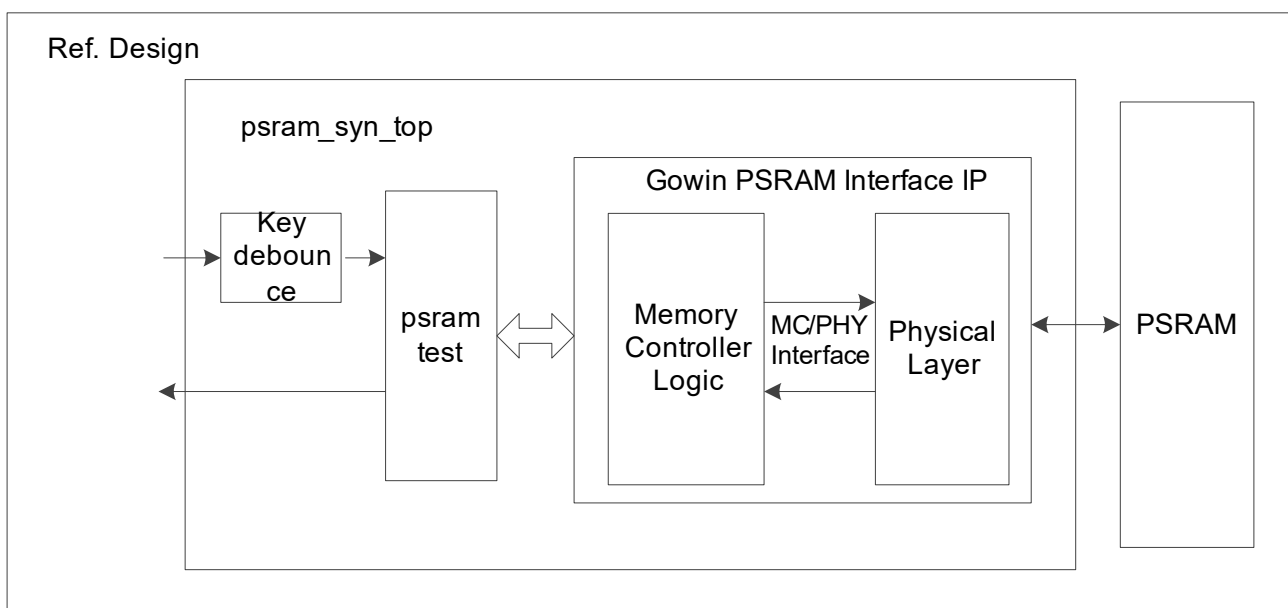 Ref. Design
psram_syn_top
Gowin PSRAM Interface IP
Key
deboun
ce
psram
test
Memory
Controller
Logic
MC/PHY
Interface
Physical
Layer
PSRAM